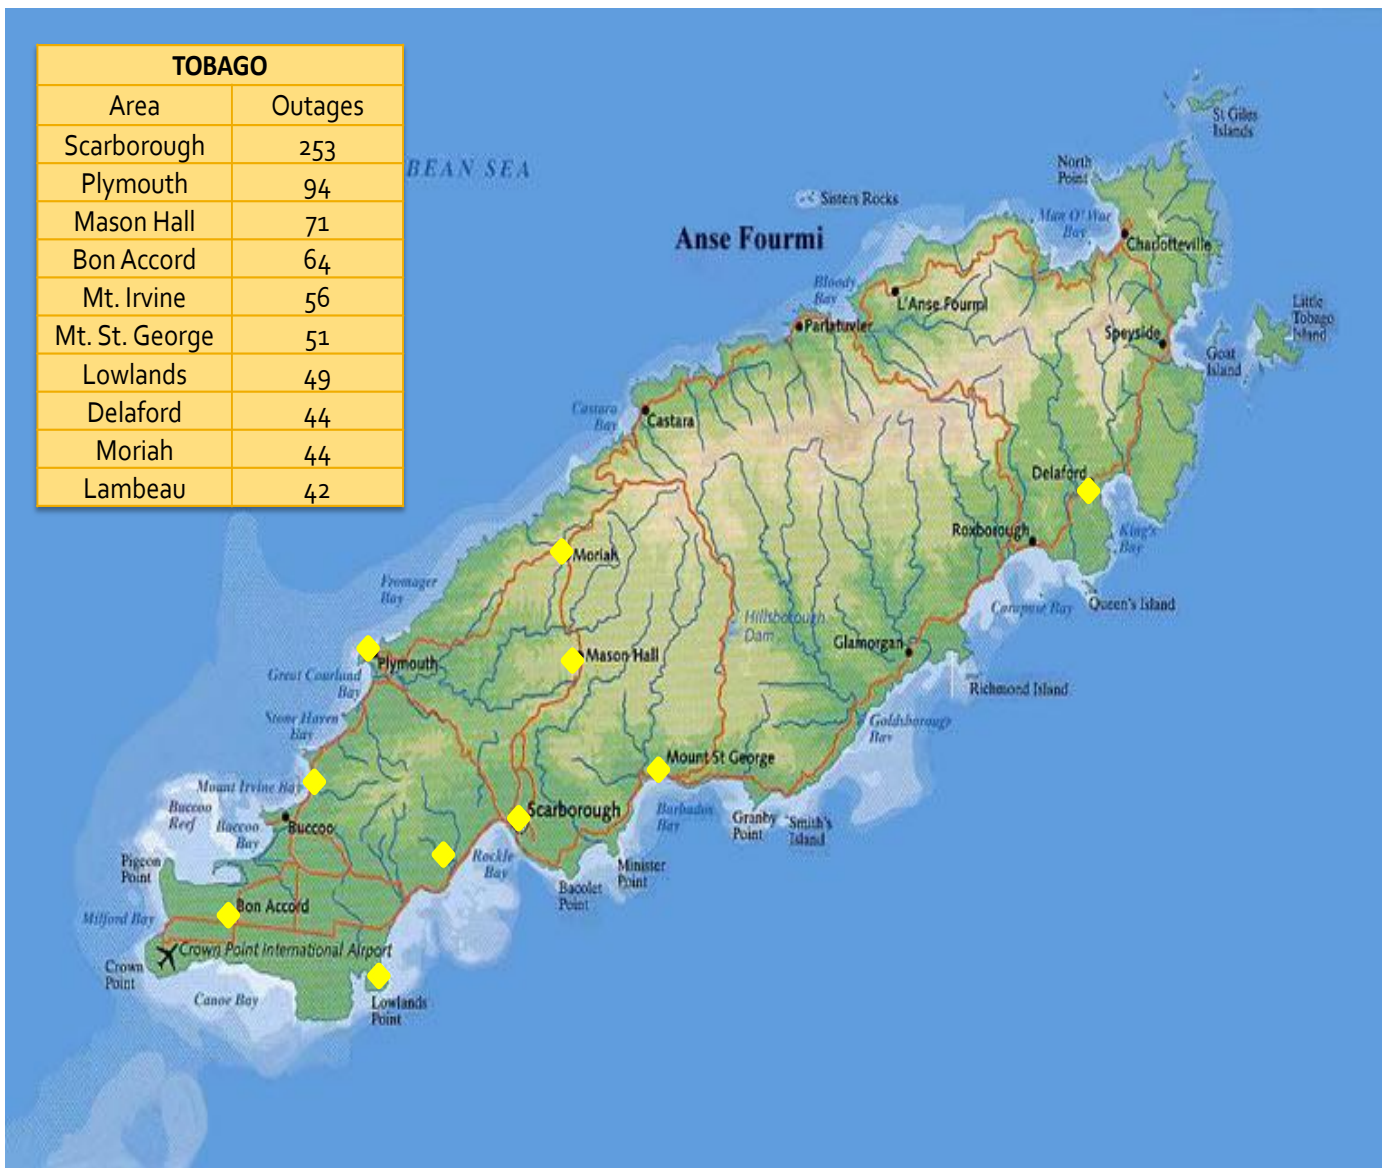 TOBAGO
Area Outages
Scarborough 253
Plymouth 94
Mason Hall 71
Bon Accord 64
Mt. Irvine 56
Mt. St. George 51
Lowlands 49
Delaford 44
Moriah 44
Lambeau 42
BEAN SEA
St Giles
Islands
North
Point
Sisters Rocks
Man O' War
Bay
Anse Fourmi
Charlotteville
Bloody
Bay
L'Anse Fourmi
Little
Tobago
Island
Parlatuvier
Speyside
Goat
Island
Castara
Bay
Castara
Delaford
Roxborough
King's
Bay
Moriah
Fromager
Bay
Queen's Island
Hillsborough
Dam
Glamorgan
Plymouth
Mason Hall
Great Courland
Bay
Richmond Island
Stone Haven
Bay
Goldsborough
Bay
Mount St George
Mount Irvine Bay
Buccoo
Reef
Buccoo
Bay
Buccoo
Scarborough
Barbados
Bay
Granby
Point
Smith's
Island
Pigeon
Point
Rockle
Bay
Minister
Point
Bacolet
Point
Bon Accord
Milford Bay
Crown Point International Airport
Crown
Point
Canoe Bay
Lowlands
Point